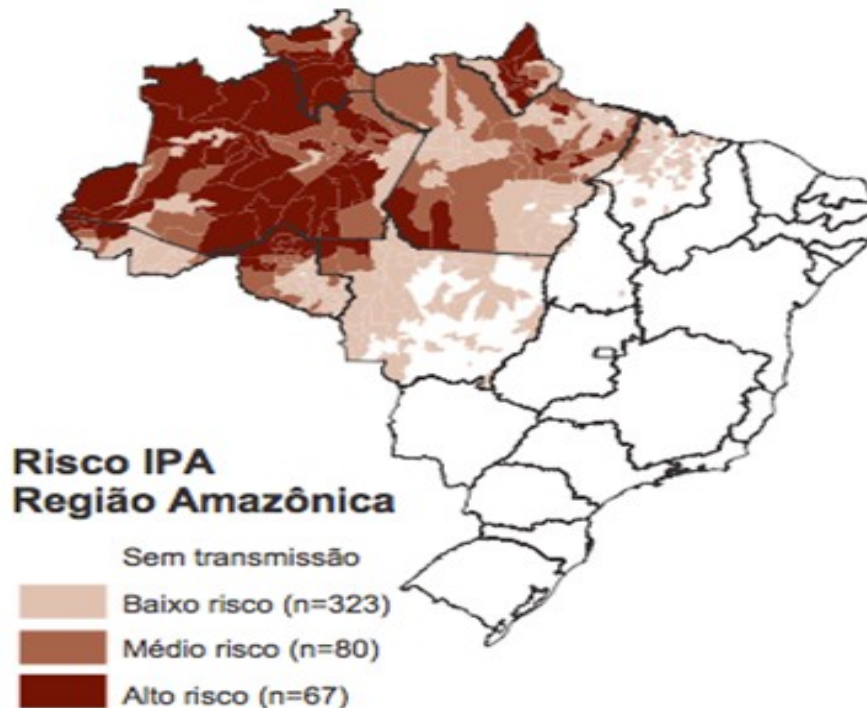 Risco IPA
Região Amazônica
Sem transmissão
Baixo risco (n=323)
Médio risco (n=80)
Alto risco (n=67)